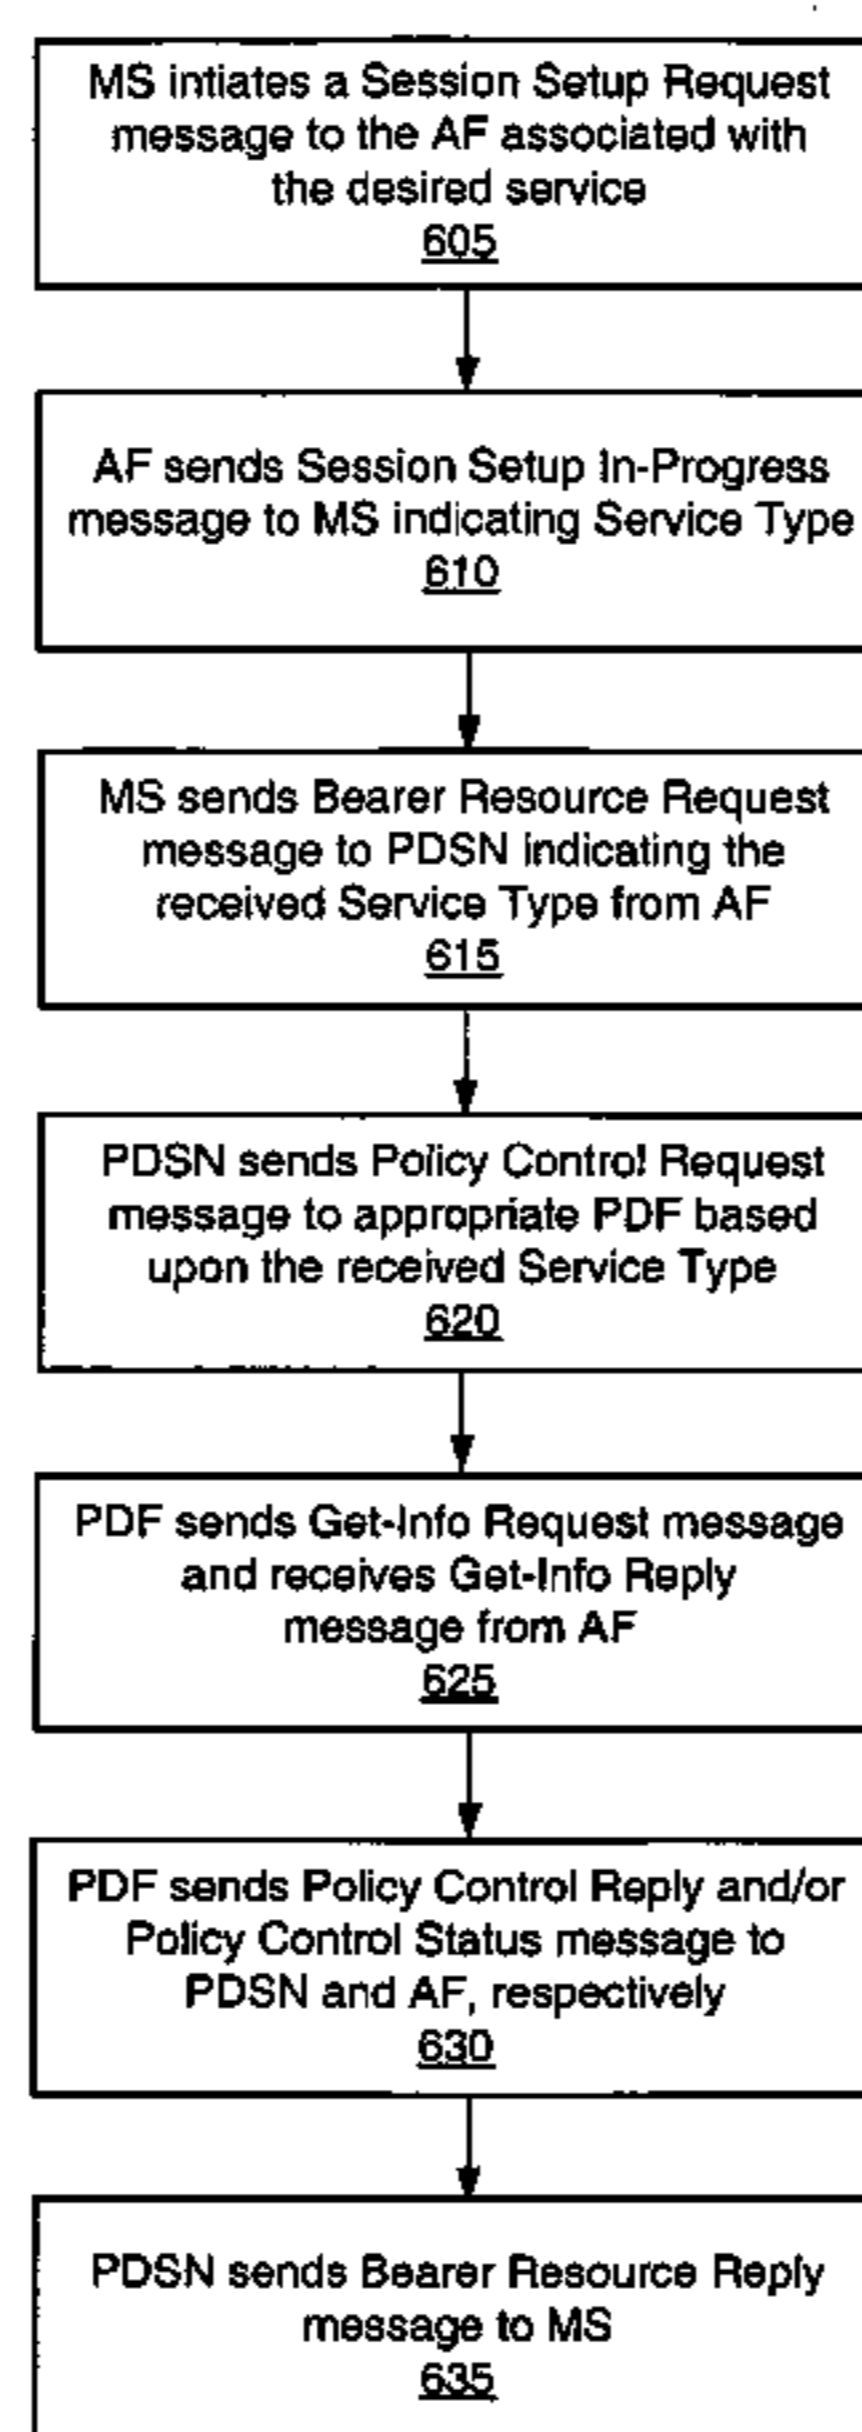 MS intiates a Session Setup Request
message to the AF associated with
the desired service
605
AF sends Session Setup In-Progress
message to MS indicating Service Type
610
MS sends Bearer Resource Request
message to PDSN indicating the
received Service Type from AF
615
PDSN sends Policy Control Request
message to appropriate PDF based
upon the received Service Type
620
PDF sends Get-Info Request message
and receives Get-Info Reply
message from AF
625
PDF sends Policy Control Reply and/or
Policy Control Status message to
PDSN and AF, respectively
630
PDSN sends Bearer Resource Reply
message to MS
635